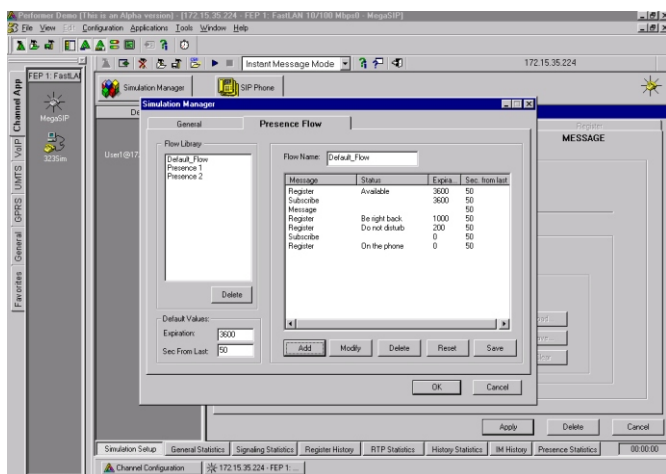 Performer Demo (This is an Alpha version) - [172.15.35.224 - FEP 1: FastLAN 10/100 Mbps0 - MegaSIP]
File View Edit Configuration Applications Tools Window Help
Instant Message Mode
172.15.35.224
FEP 1: FastLA
MegaSIP
323Sim
Channel App
VoIP
UMTS
GPRS
General
Favorites
Simulation Manager
SIP Phone
De
User1@17
Register
MESSAGE
Simulation Manager
General
Presence Flow
Flow Library
Default_Flow
Presence 1
Presence 2
Delete
Default Values:
Expiration: 3600
Sec From Last: 50
Flow Name: Default_Flow
Message Status Expira... Sec. from last
Register Available 3600 50
Subscribe 3600 50
Message 50
Register Be right back. 1000 50
Register Do not disturb 200 50
Subscribe 0 50
Register On the phone 0 50
Add Modify Delete Reset Save
OK Cancel
Apply Delete Cancel
Simulation Setup General Statistics Signaling Statistics Register History RTP Statistics History Statistics IM History Presence Statistics 00:00:00
Channel Configuration 172.15.35.224 - FEP 1: ...